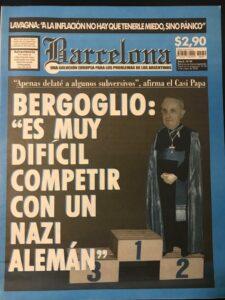 LAVAGNA: "A LA INFLACIÓN NO HAY QUE TENERLE MIEDO, SINO PÁNICO"
Barcelona
$2,90
UNA SOLUCIÓN EUROPEA PARA LOS PROBLEMAS DE LOS ARGENTINOS
"Apenas delaté a algunos subversivos", afirma el Casi Papa
BERGOGLIO:
"ES MUY
DIFÍCIL
COMPETIR
CON UN
NAZI
ALEMÁN"
3
1
2